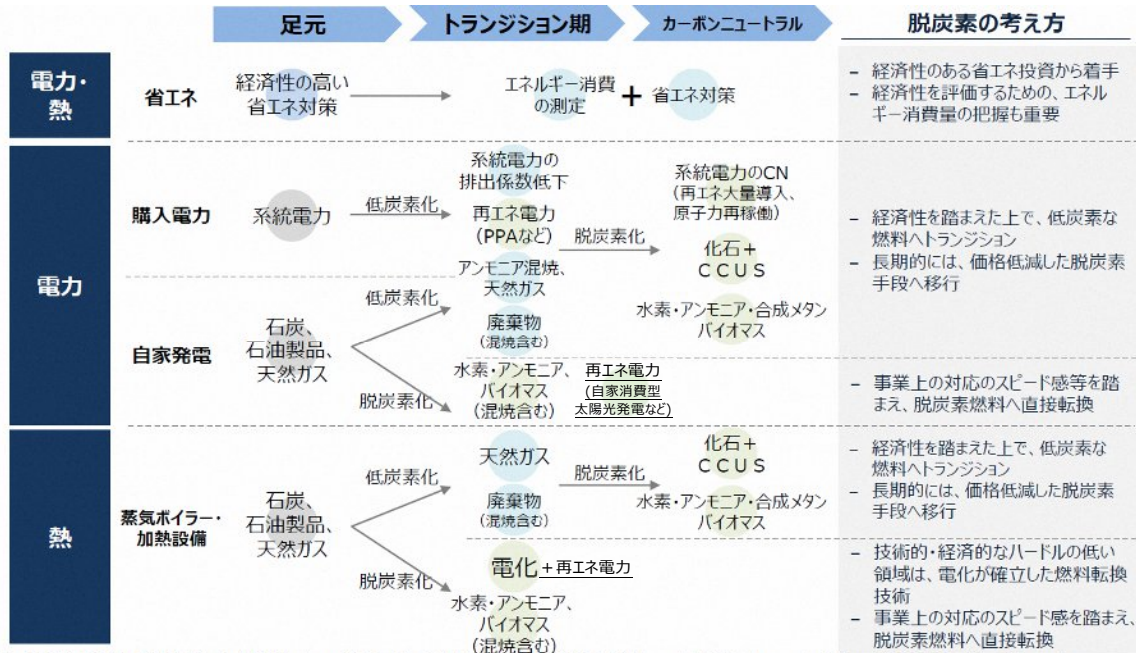 足元
トランジション期
カーボンニュートラル
脱炭素の考え方
電力・
熱
省エネ
経済性の高い
省エネ対策
エネルギー消費
の測定
+
省エネ対策
− 経済性のある省エネ投資から着手
− 経済性を評価するための、エネル
ギー消費量の把握も重要
電力
購入電力
系統電力
低炭素化
系統電力の
排出係数低下
再エネ電力
(PPAなど)
脱炭素化
系統電力のCN
(再エネ大量導入、
原子力再稼働)
化石+
CCUS
− 経済性を踏まえた上で、低炭素な
燃料へトランジション
− 長期的には、価格低減した脱炭素
手段へ移行
自家発電
石炭、
石油製品、
天然ガス
低炭素化
アンモニア混焼、
天然ガス
廃棄物
(混焼含む)
水素・アンモニア・合成メタン
バイオマス
脱炭素化
水素・アンモニア、
バイオマス
(混焼含む)
再エネ電力
(自家消費型
太陽光発電など)
− 事業上の対応のスピード感等を踏
まえ、脱炭素燃料へ直接転換
熱
蒸気ボイラー・
加熱設備
石炭、
石油製品、
天然ガス
低炭素化
天然ガス
廃棄物
(混焼含む)
脱炭素化
化石+
CCUS
水素・アンモニア・合成メタン
バイオマス
− 経済性を踏まえた上で、低炭素な
燃料へトランジション
− 長期的には、価格低減した脱炭素
手段へ移行
脱炭素化
電化+再エネ電力
水素・アンモニア、
バイオマス
(混焼含む)
− 技術的・経済的なハードルの低い
領域は、電化が確立した燃料転換
技術
− 事業上の対応のスピード感を踏まえ、
脱炭素燃料へ直接転換